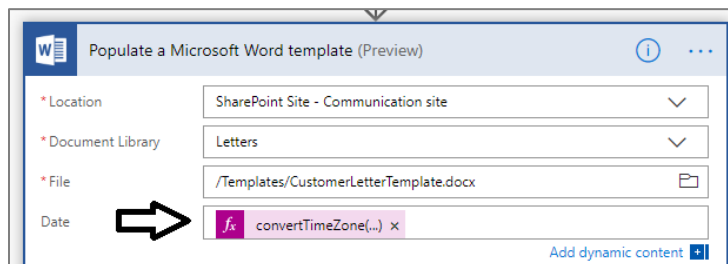 Populate a Microsoft Word template (Preview)
* Location SharePoint Site - Communication site
* Document Library Letters
* File /Templates/CustomerLetterTemplate.docx
Date fx convertTimeZone(...) ×
Add dynamic content